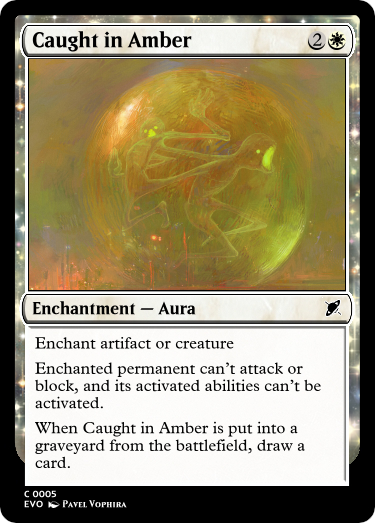 Caught in Amber 2
Enchantment — Aura
Enchant artifact or creature
Enchanted permanent can't attack or
block, and its activated abilities can't be
activated.
When Caught in Amber is put into a
graveyard from the battlefield, draw a
card.
C 0005
EVO Pavel Vophira